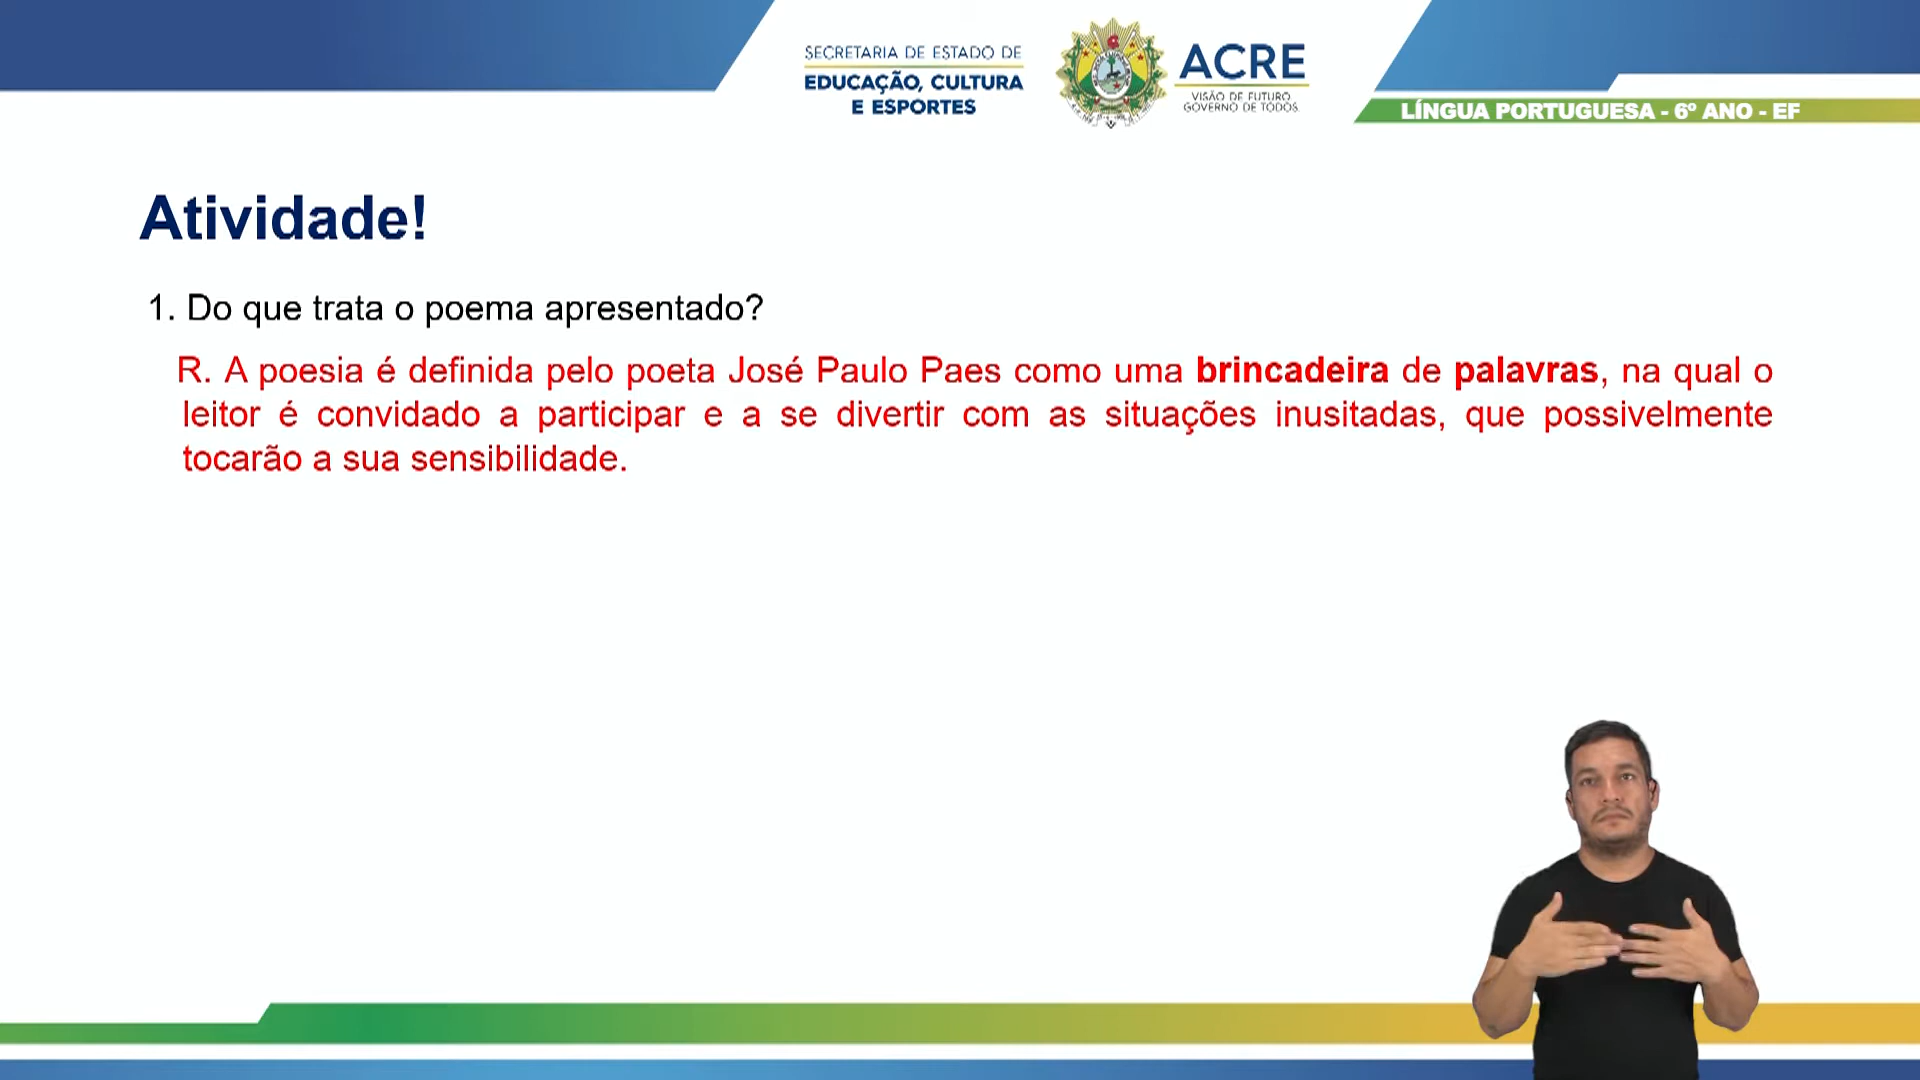 SECRETARIA DE ESTADO DE
EDUCAÇÃO, CULTURA
E ESPORTES
ACRE
VISÃO DE FUTURO
GOVERNO DE TODOS
LÍNGUA PORTUGUESA - 6º ANO - EF
Atividade!
1. Do que trata o poema apresentado?
R. A poesia é definida pelo poeta José Paulo Paes como uma brincadeira de palavras, na qual o
leitor é convidado a participar e a se divertir com as situações inusitadas, que possivelmente
tocarão a sua sensibilidade.